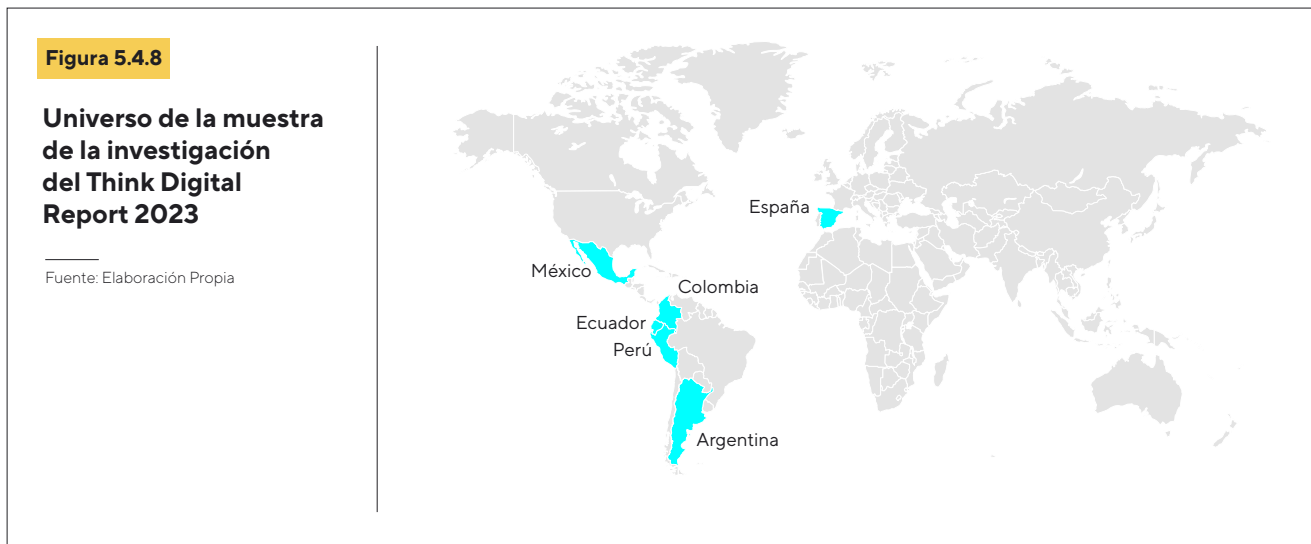 Figura 5.4.8
Universo de la muestra
de la investigación
del Think Digital
Report 2023
Fuente: Elaboración Propia
España
México
Colombia
Ecuador
Perú
Argentina